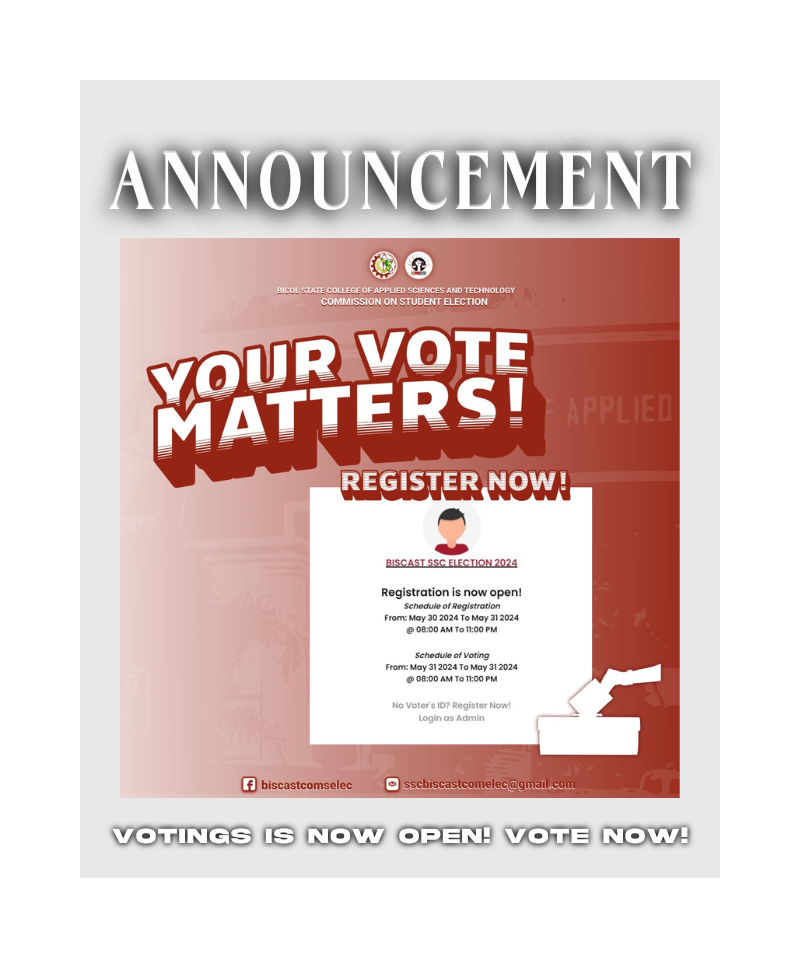 ANNOUNCEMENT
BICOL STATE COLLEGE OF APPLIED SCIENCES AND TECHNOLOGY
COMMISSION ON STUDENT ELECTION
YOUR VOTE
MATTERS!
F APPLIED
REGISTER NOW!
BISCAST SSC ELECTION 2024
Registration is now open!
Schedule of Registration
From: May 30 2024 To May 31 2024
@ 08:00 AM To 11:00 PM
Schedule of Voting
From: May 31 2024 To May 31 2024
@ 08:00 AM To 11:00 PM
No Voter's ID? Register Now!
Login as Admin
biscastcomselec
sscbiscastcomelec@gmail.com
VOTINGS IS NOW OPEN! VOTE NOW!